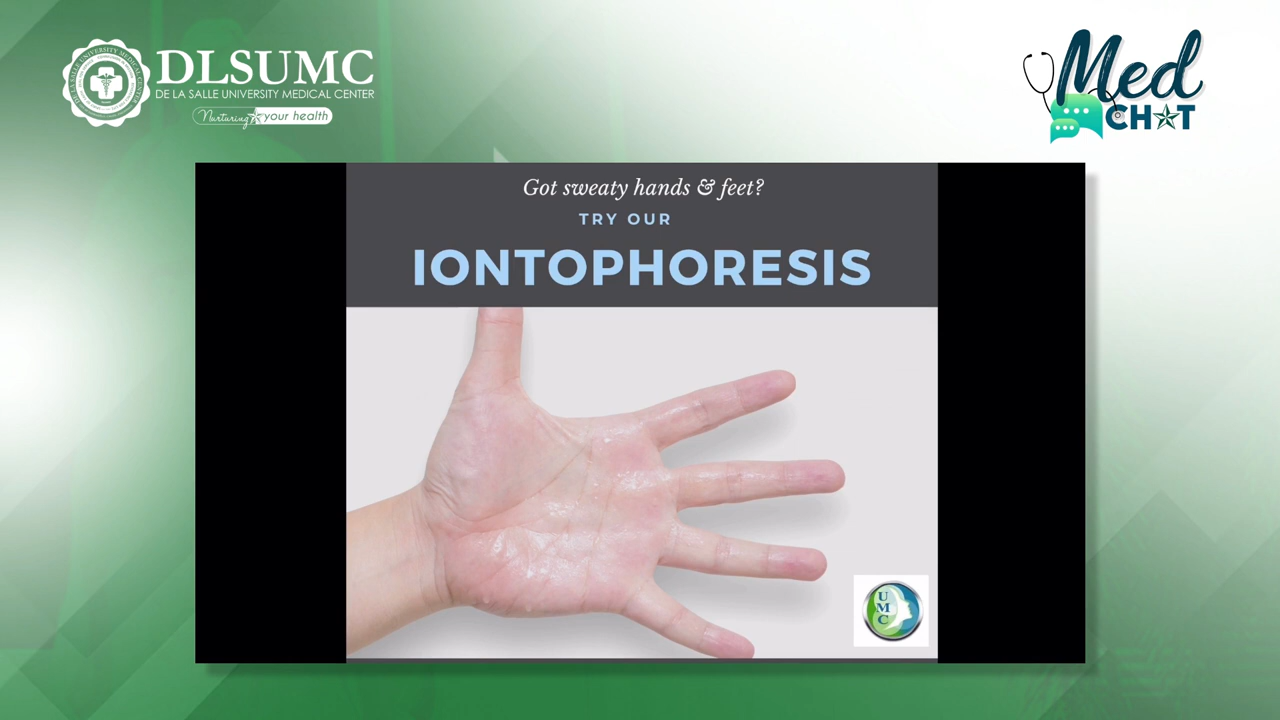 DLSUMC
DE LA SALLE UNIVERSITY MEDICAL CENTER
Nurturing your health
Med
CHAT
Got sweaty hands & feet?
TRY OUR
IONTOPHORESIS
UMC